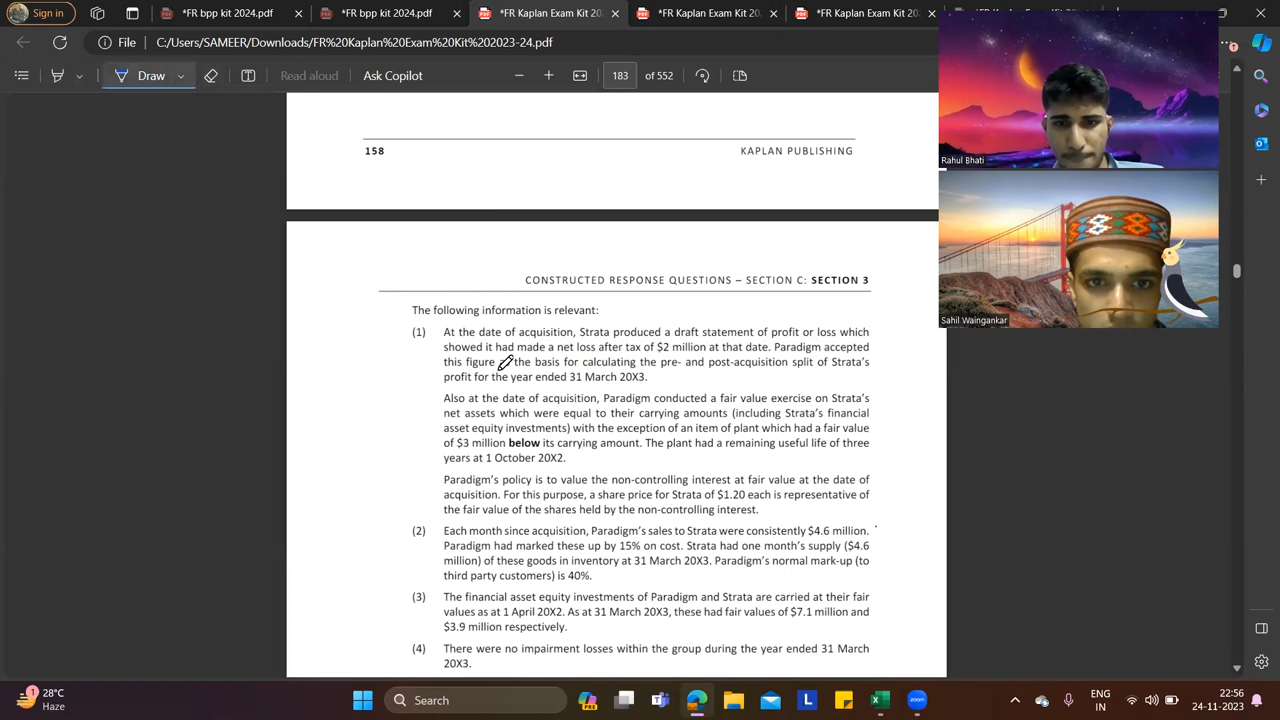 Sign in
*FR bpp kit 2024.pdf
*FR bpp kit 2024.pdf
*FR Kaplan Exam Kit 20
*FR Kaplan Exam Kit 20
*FR Kaplan Exam Kit 20
File
C:/Users/SAMEER/Downloads/FR%20Kaplan%20Exam%20Kit%202023-24.pdf
Draw
Read aloud
Ask Copilot
183
of 552
158
KAPLAN PUBLISHING
Rahul Bhati
Sahil Waingankar
CONSTRUCTED RESPONSE QUESTIONS – SECTION C: SECTION 3
The following information is relevant:
(1) At the date of acquisition, Strata produced a draft statement of profit or loss which
showed it had made a net loss after tax of $2 million at that date. Paradigm accepted
this figure the basis for calculating the pre- and post-acquisition split of Strata's
profit for the year ended 31 March 20X3.
Also at the date of acquisition, Paradigm conducted a fair value exercise on Strata's
net assets which were equal to their carrying amounts (including Strata's financial
asset equity investments) with the exception of an item of plant which had a fair value
of $3 million below its carrying amount. The plant had a remaining useful life of three
years at 1 October 20X2.
Paradigm's policy is to value the non-controlling interest at fair value at the date of
acquisition. For this purpose, a share price for Strata of $1.20 each is representative of
the fair value of the shares held by the non-controlling interest.
(2) Each month since acquisition, Paradigm's sales to Strata were consistently $4.6 million.
Paradigm had marked these up by 15% on cost. Strata had one month's supply ($4.6
million) of these goods in inventory at 31 March 20X3. Paradigm's normal mark-up (to
third party customers) is 40%.
(3) The financial asset equity investments of Paradigm and Strata are carried at their fair
values as at 1 April 20X2. As at 31 March 20X3, these had fair values of $7.1 million and
$3.9 million respectively.
(4) There were no impairment losses within the group during the year ended 31 March
20X3.
1
28°C
Haze
Search
PRE
L
zoom
ENG
IN
22:56
24-11-2023